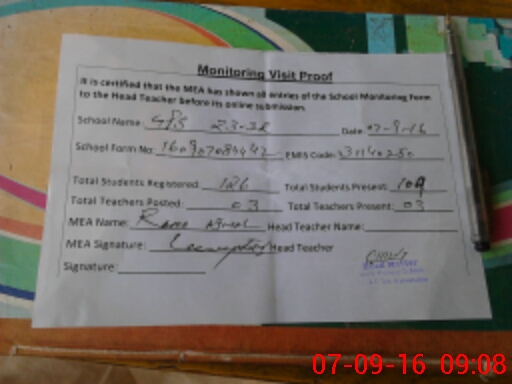 Monitoring Visit Proof
It is certified that the MEA has shown all entries of the School Monitoring Form
to the Head Teacher before its online submission.
School Name: GPS 23-3R Date: 07-9-16
School Form No: EMIS Code:
Total Students Registered: 126 Total Students Present: 109
Total Teachers Posted: 03 Total Teachers Present: 03
MEA Name: Head Teacher Name:
MEA Signature: Head Teacher
Signature:
07-09-16 09:08